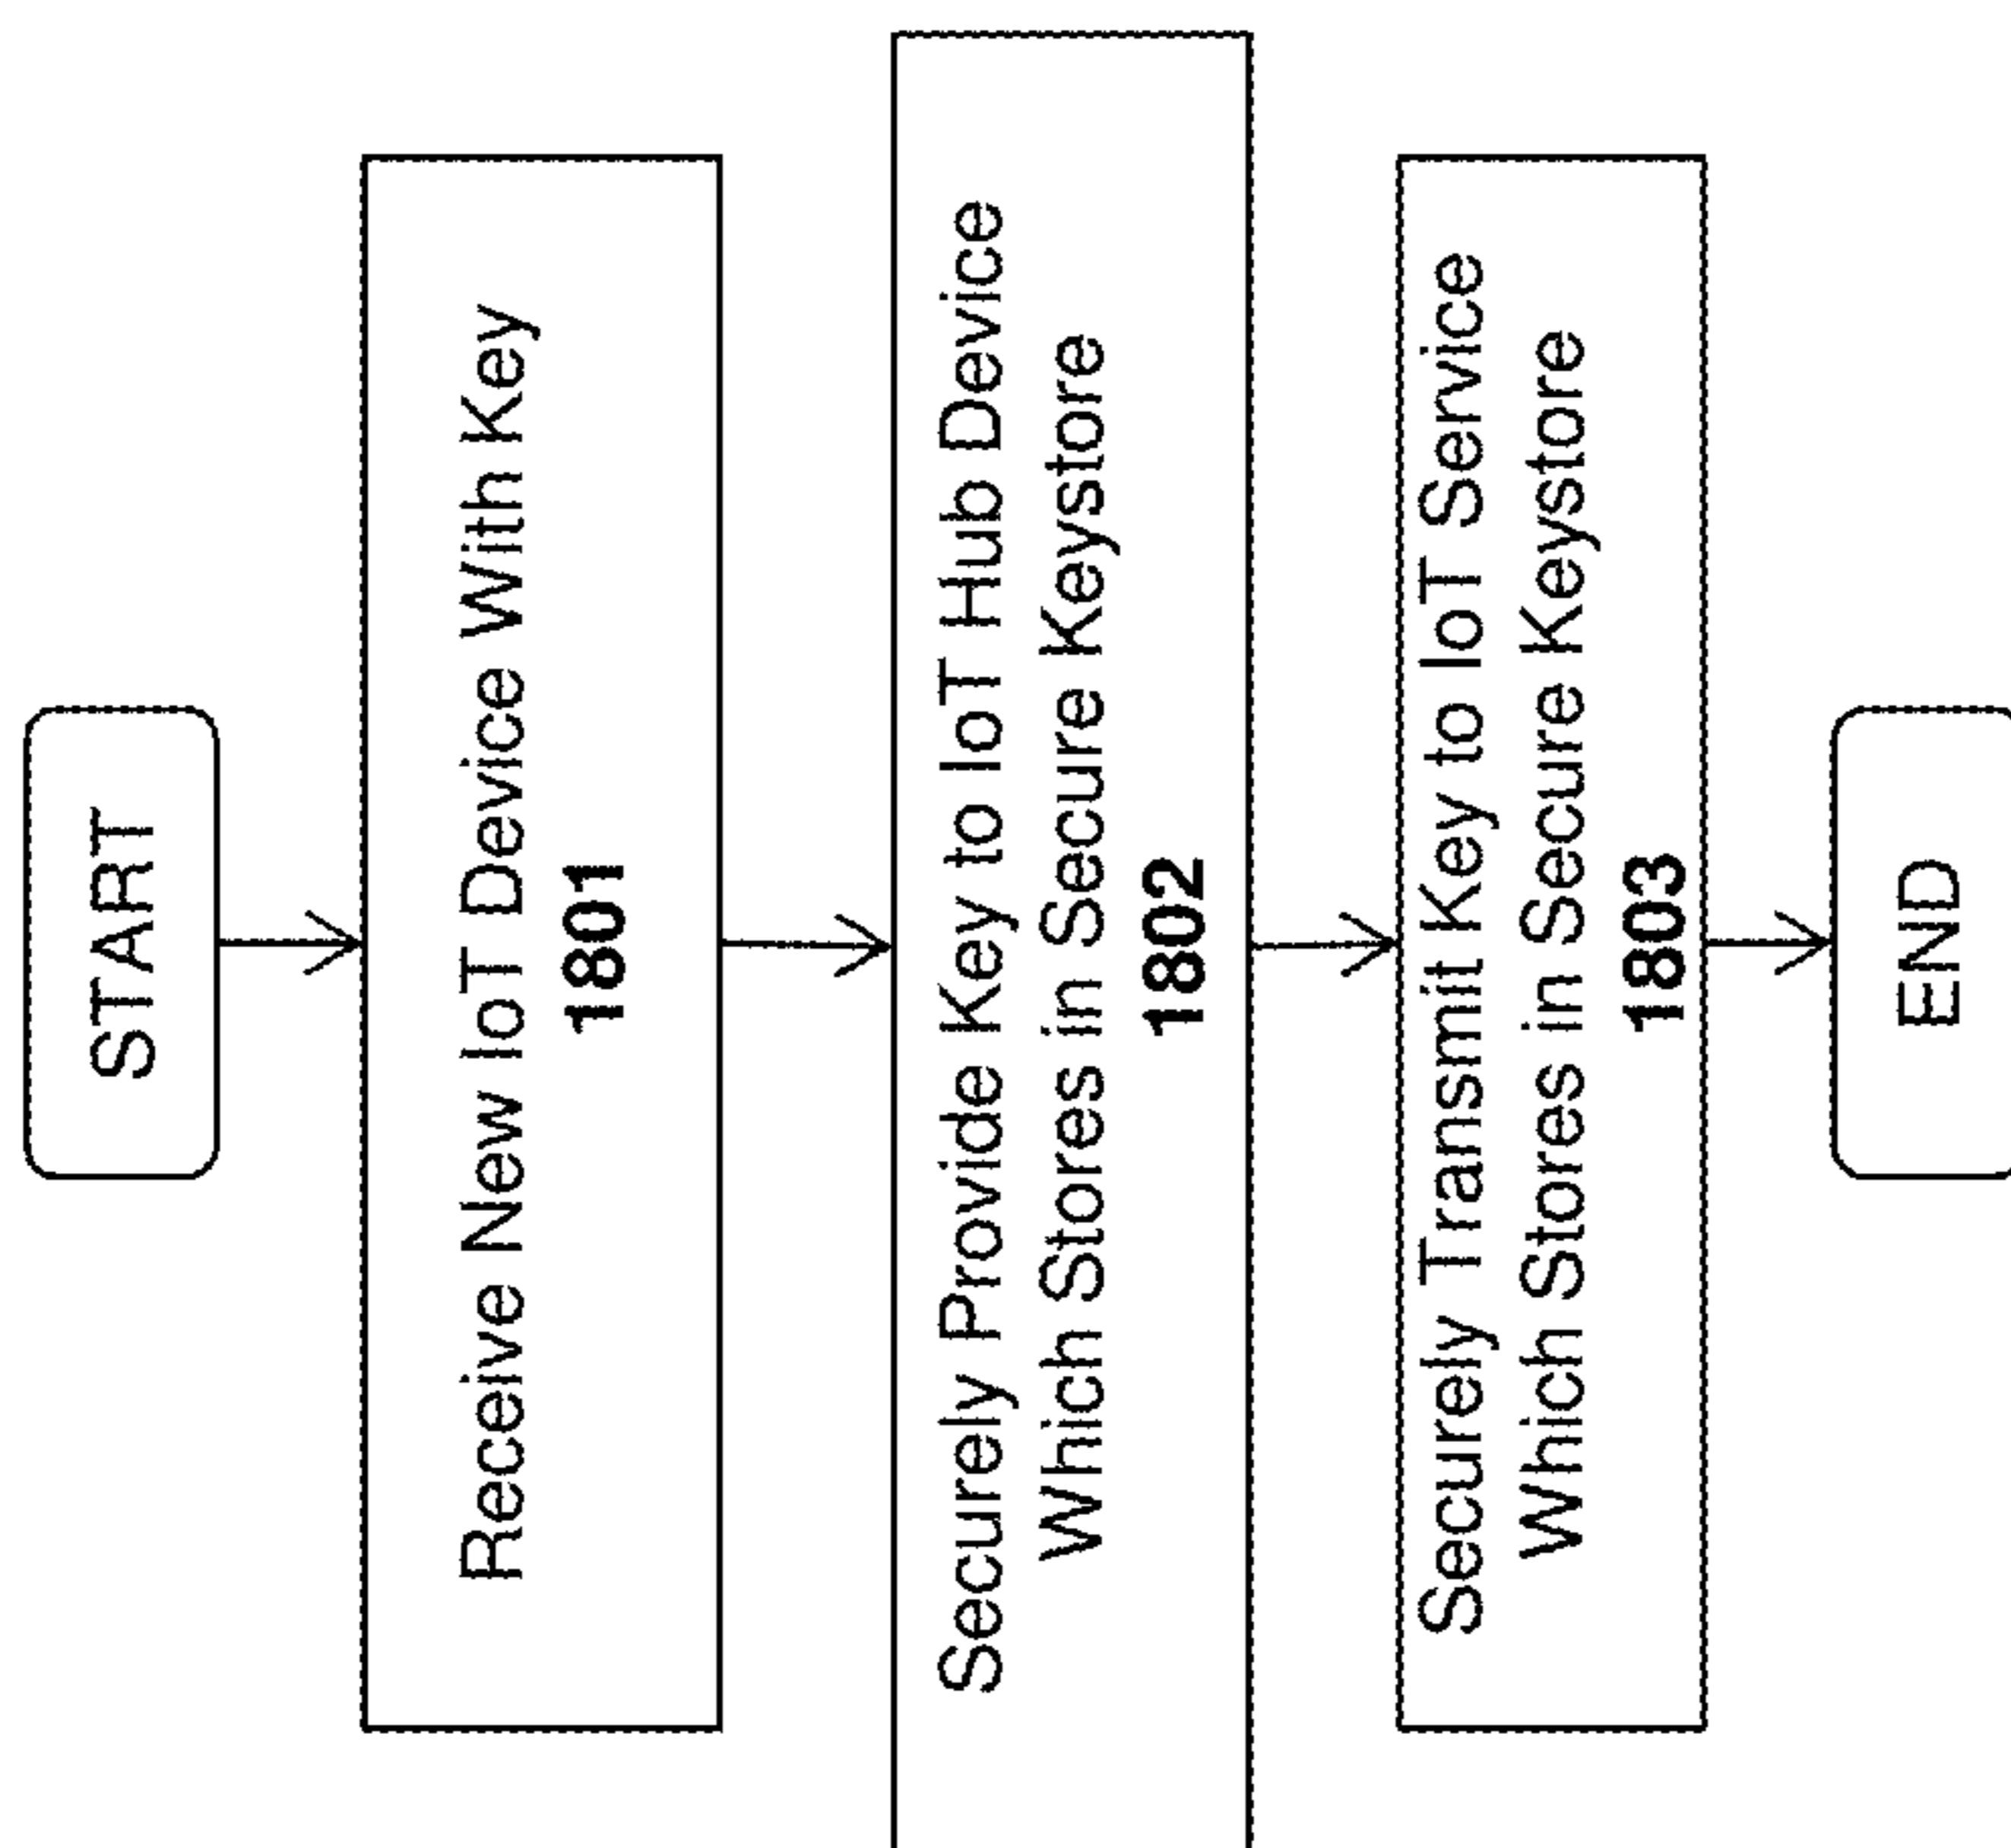 START
Receive New IoT Device With Key
1801
Securely Provide Key to IoT Hub Device
Which Stores in Secure Keystore
1802
Securely Transmit Key to IoT Service
Which Stores in Secure Keystore
1803
END